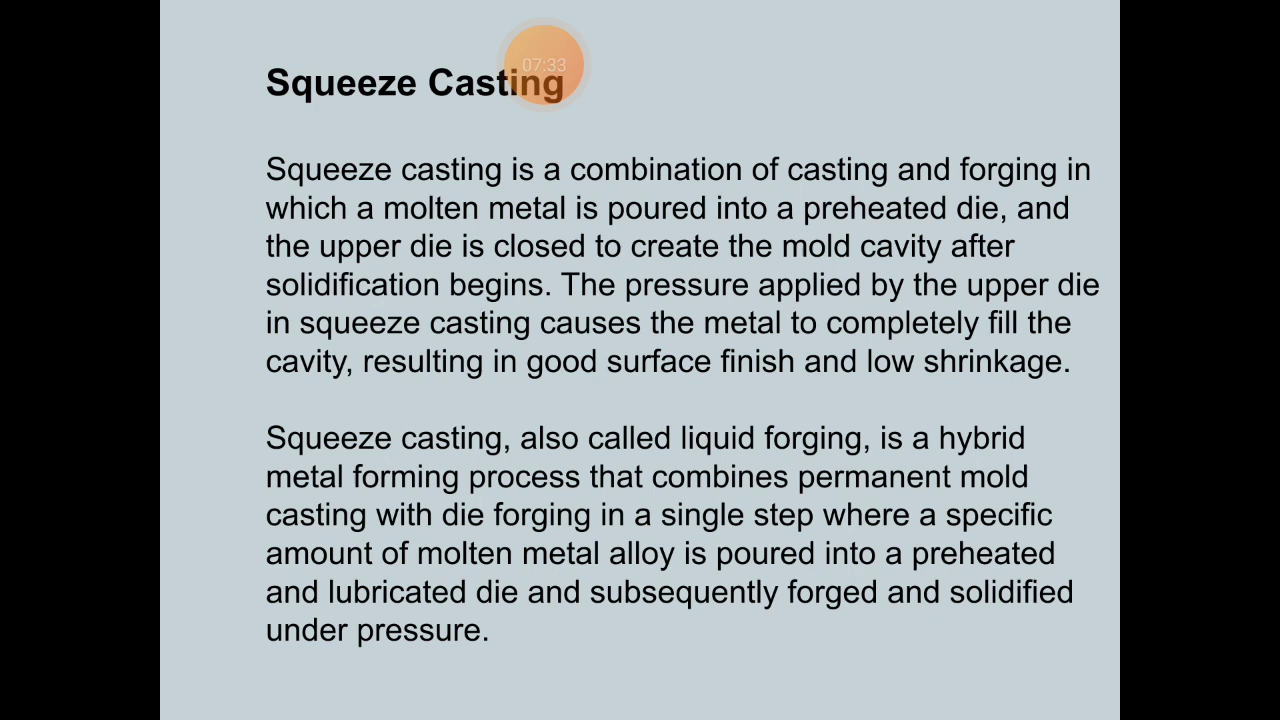 07:33
Squeeze Casting
Squeeze casting is a combination of casting and forging in
which a molten metal is poured into a preheated die, and
the upper die is closed to create the mold cavity after
solidification begins. The pressure applied by the upper die
in squeeze casting causes the metal to completely fill the
cavity, resulting in good surface finish and low shrinkage.
Squeeze casting, also called liquid forging, is a hybrid
metal forming process that combines permanent mold
casting with die forging in a single step where a specific
amount of molten metal alloy is poured into a preheated
and lubricated die and subsequently forged and solidified
under pressure.